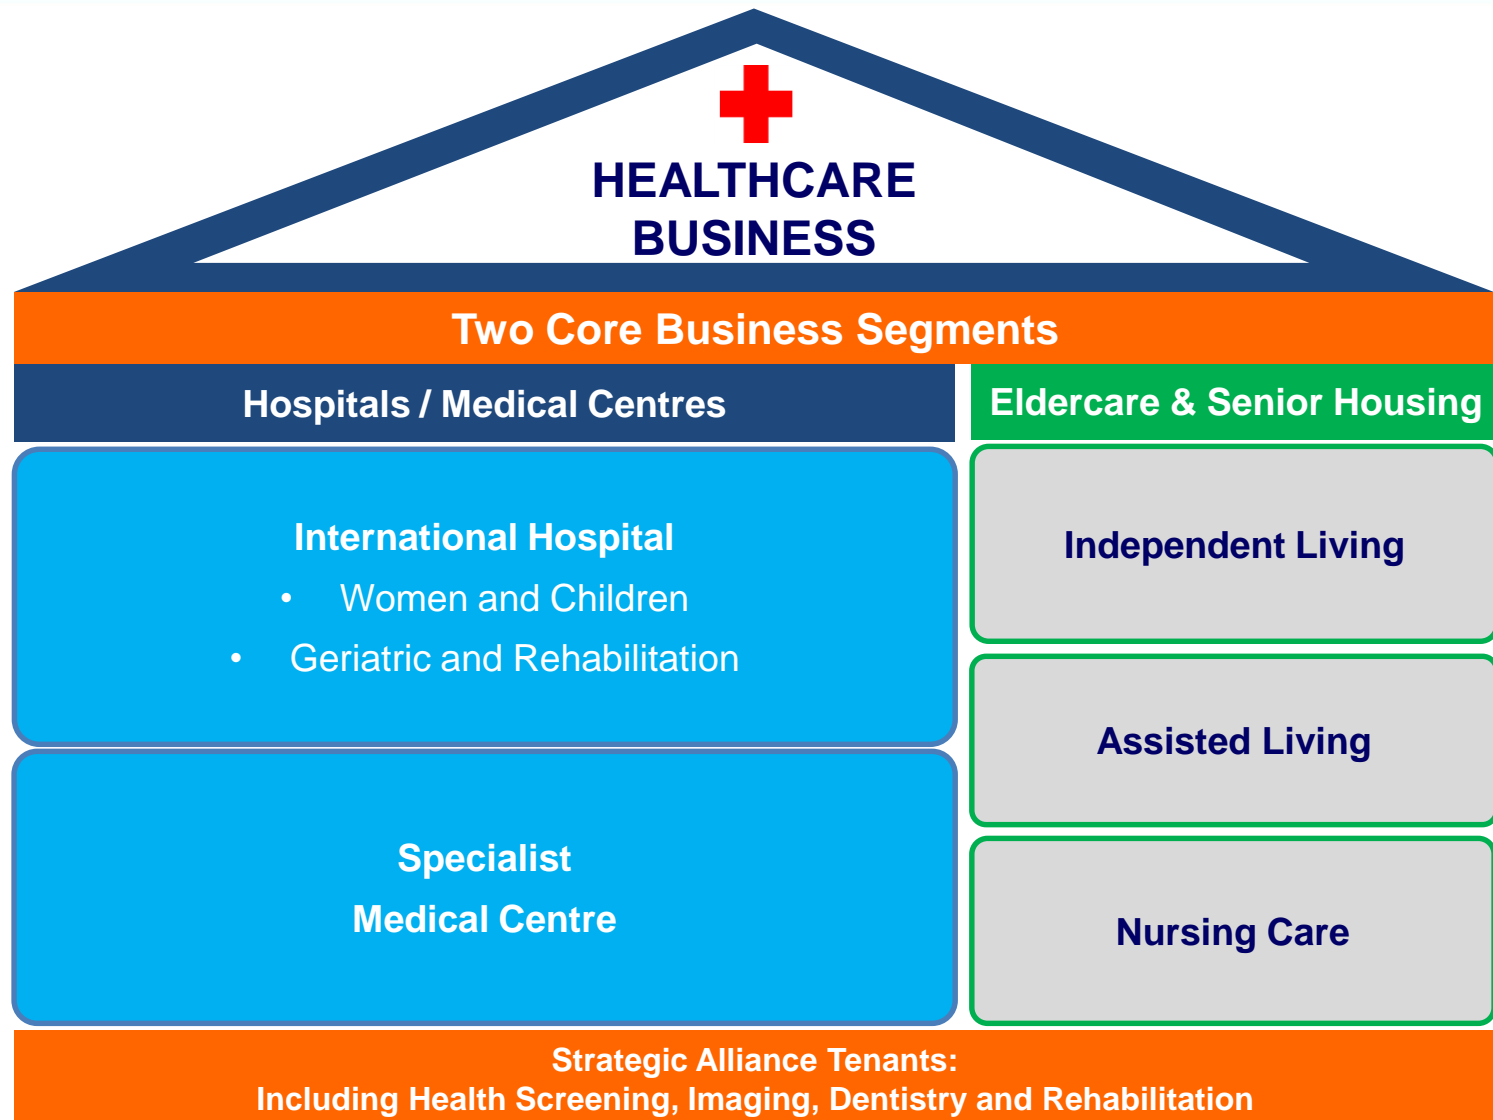 HEALTHCARE
BUSINESS
Two Core Business Segments
Hospitals / Medical Centres
International Hospital
• Women and Children
• Geriatric and Rehabilitation
Specialist
Medical Centre
Eldercare & Senior Housing
Independent Living
Assisted Living
Nursing Care
Strategic Alliance Tenants:
Including Health Screening, Imaging, Dentistry and Rehabilitation